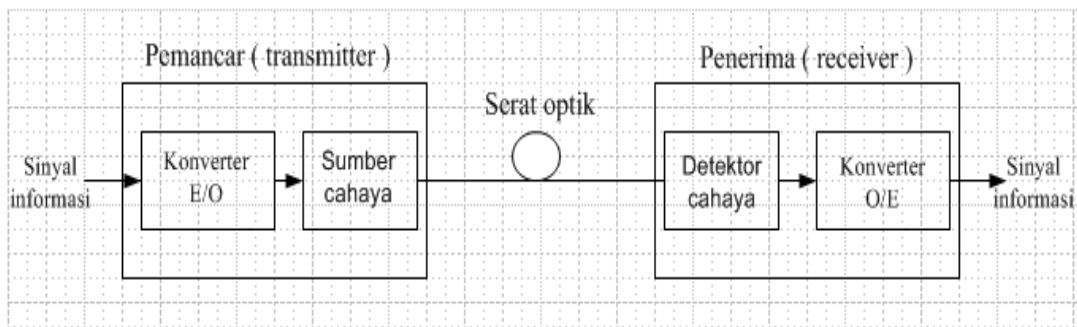 Pemancar ( transmitter )
Penerima ( receiver )
Serat optik
Sinyal
informasi
Konverter
E/O
Sumber
cahaya
Detektor
cahaya
Konverter
O/E
Sinyal
informasi